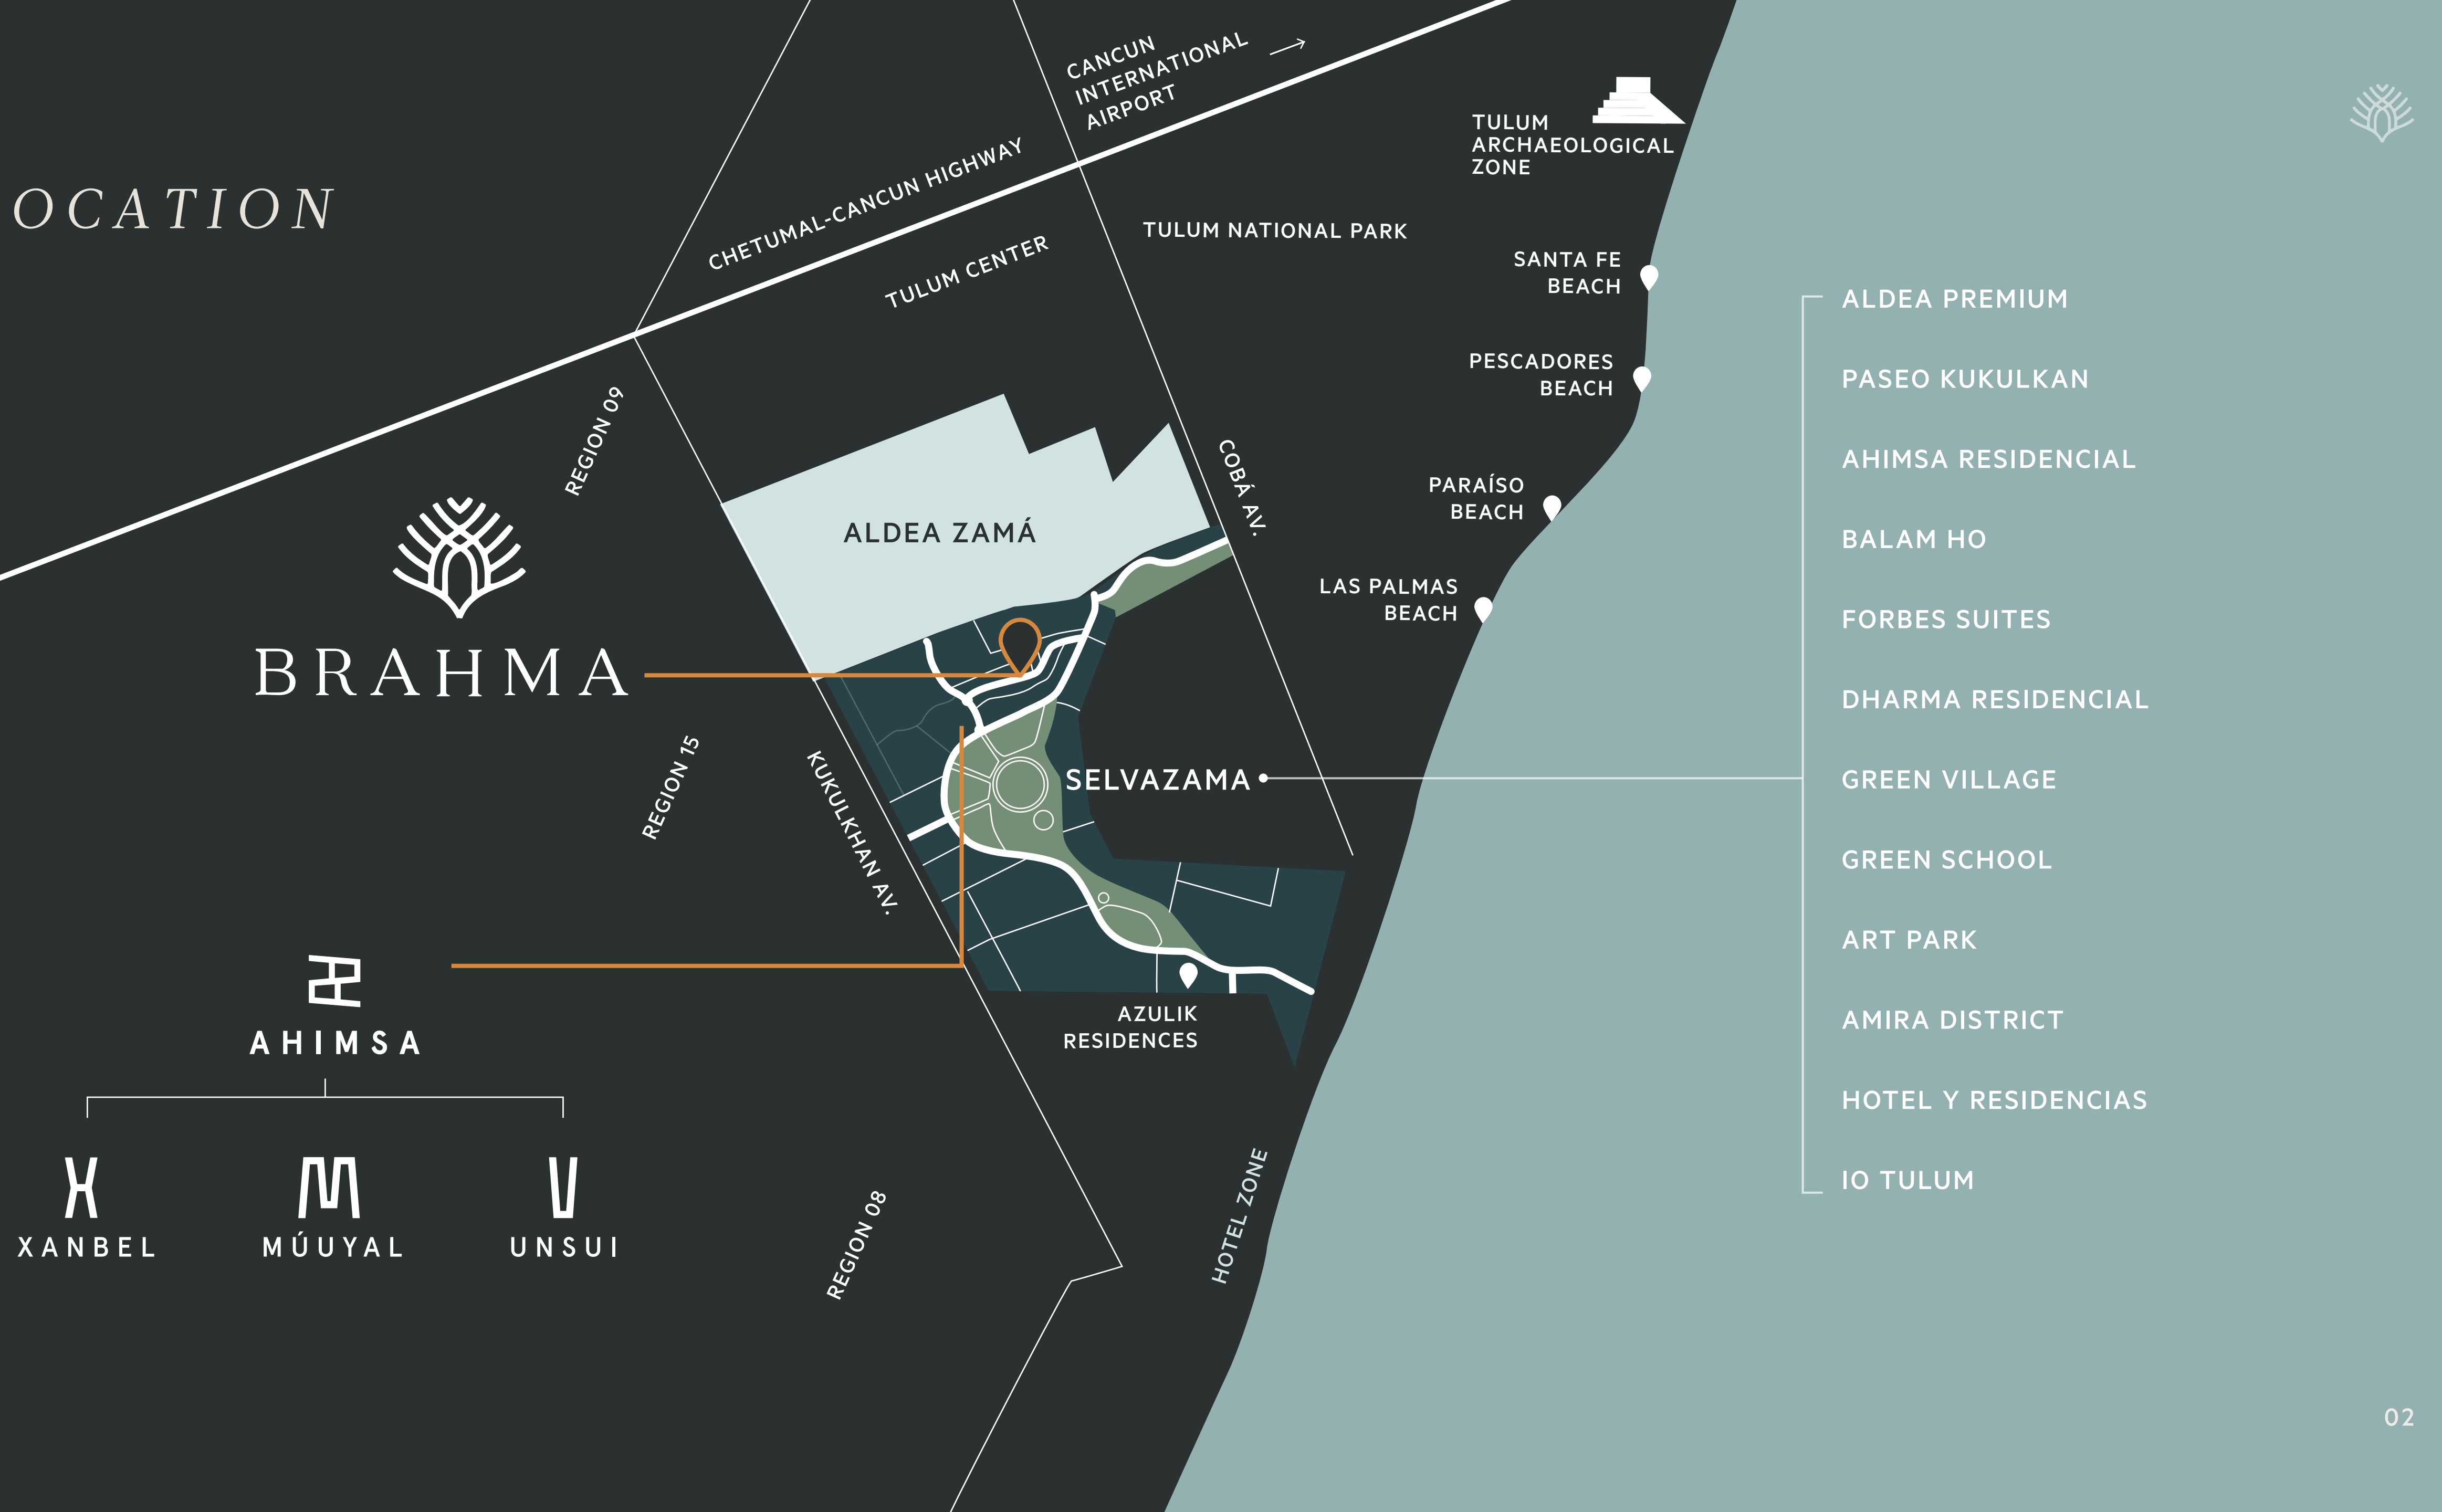 OCATION
CANCUN
INTERNATIONAL
AIRPORT
CHETUMAL-CANCUN HIGHWAY
TULUM CENTER
TULUM
ARCHAEOLOGICAL
ZONE
TULUM NATIONAL PARK
SANTA FE
BEACH
PESCADORES
BEACH
PARAÍSO
BEACH
LAS PALMAS
BEACH
REGION 09
COBÁ AV.
ALDEA ZAMÁ
BRAHMA
REGION 15
KUKULKHAN AV.
SELVAZAMA
AHIMSA
XANBEL
MÚUYAL
UNSUI
AZULIK
RESIDENCES
REGION 08
HOTEL ZONE
ALDEA PREMIUM
PASEO KUKULKAN
AHIMSA RESIDENCIAL
BALAM HO
FORBES SUITES
DHARMA RESIDENCIAL
GREEN VILLAGE
GREEN SCHOOL
ART PARK
AMIRA DISTRICT
HOTEL Y RESIDENCIAS
IO TULUM
02